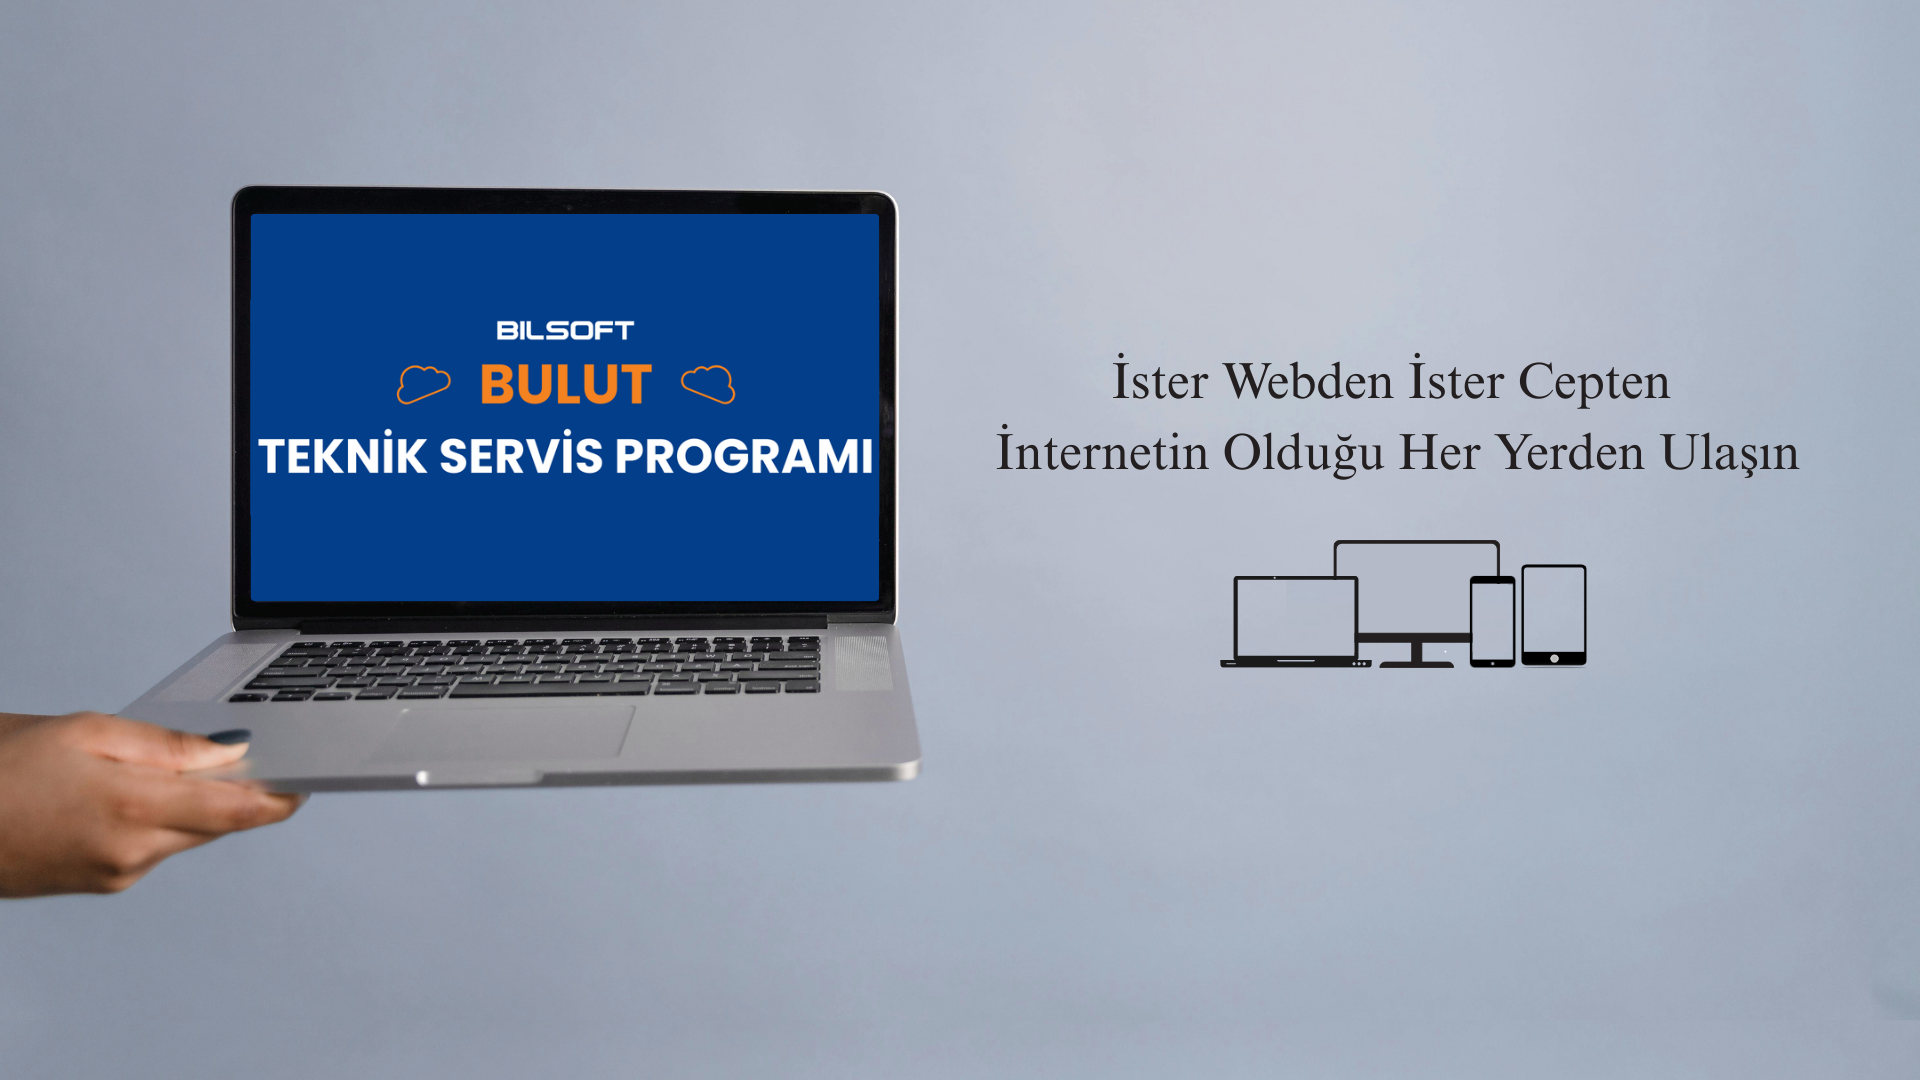 BILSOFT
BULUT
TEKNİK SERVİS PROGRAMI
İster Webden İster Cepten
İnternetin Olduğu Her Yerden Ulaşın